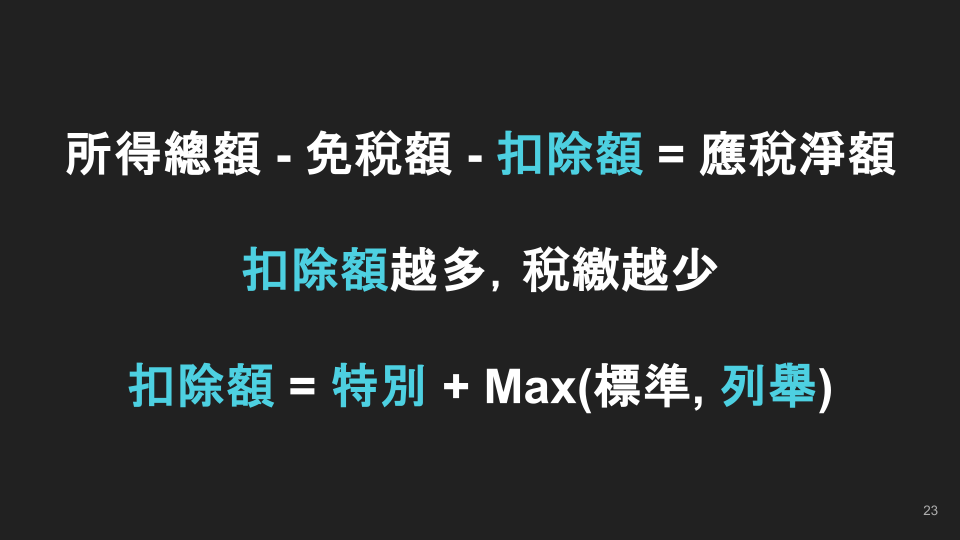 所得總額 - 免稅額 - 扣除額 = 應稅淨額
扣除額越多, 稅繳越少
扣除額 = 特別 + Max(標準, 列舉)
23